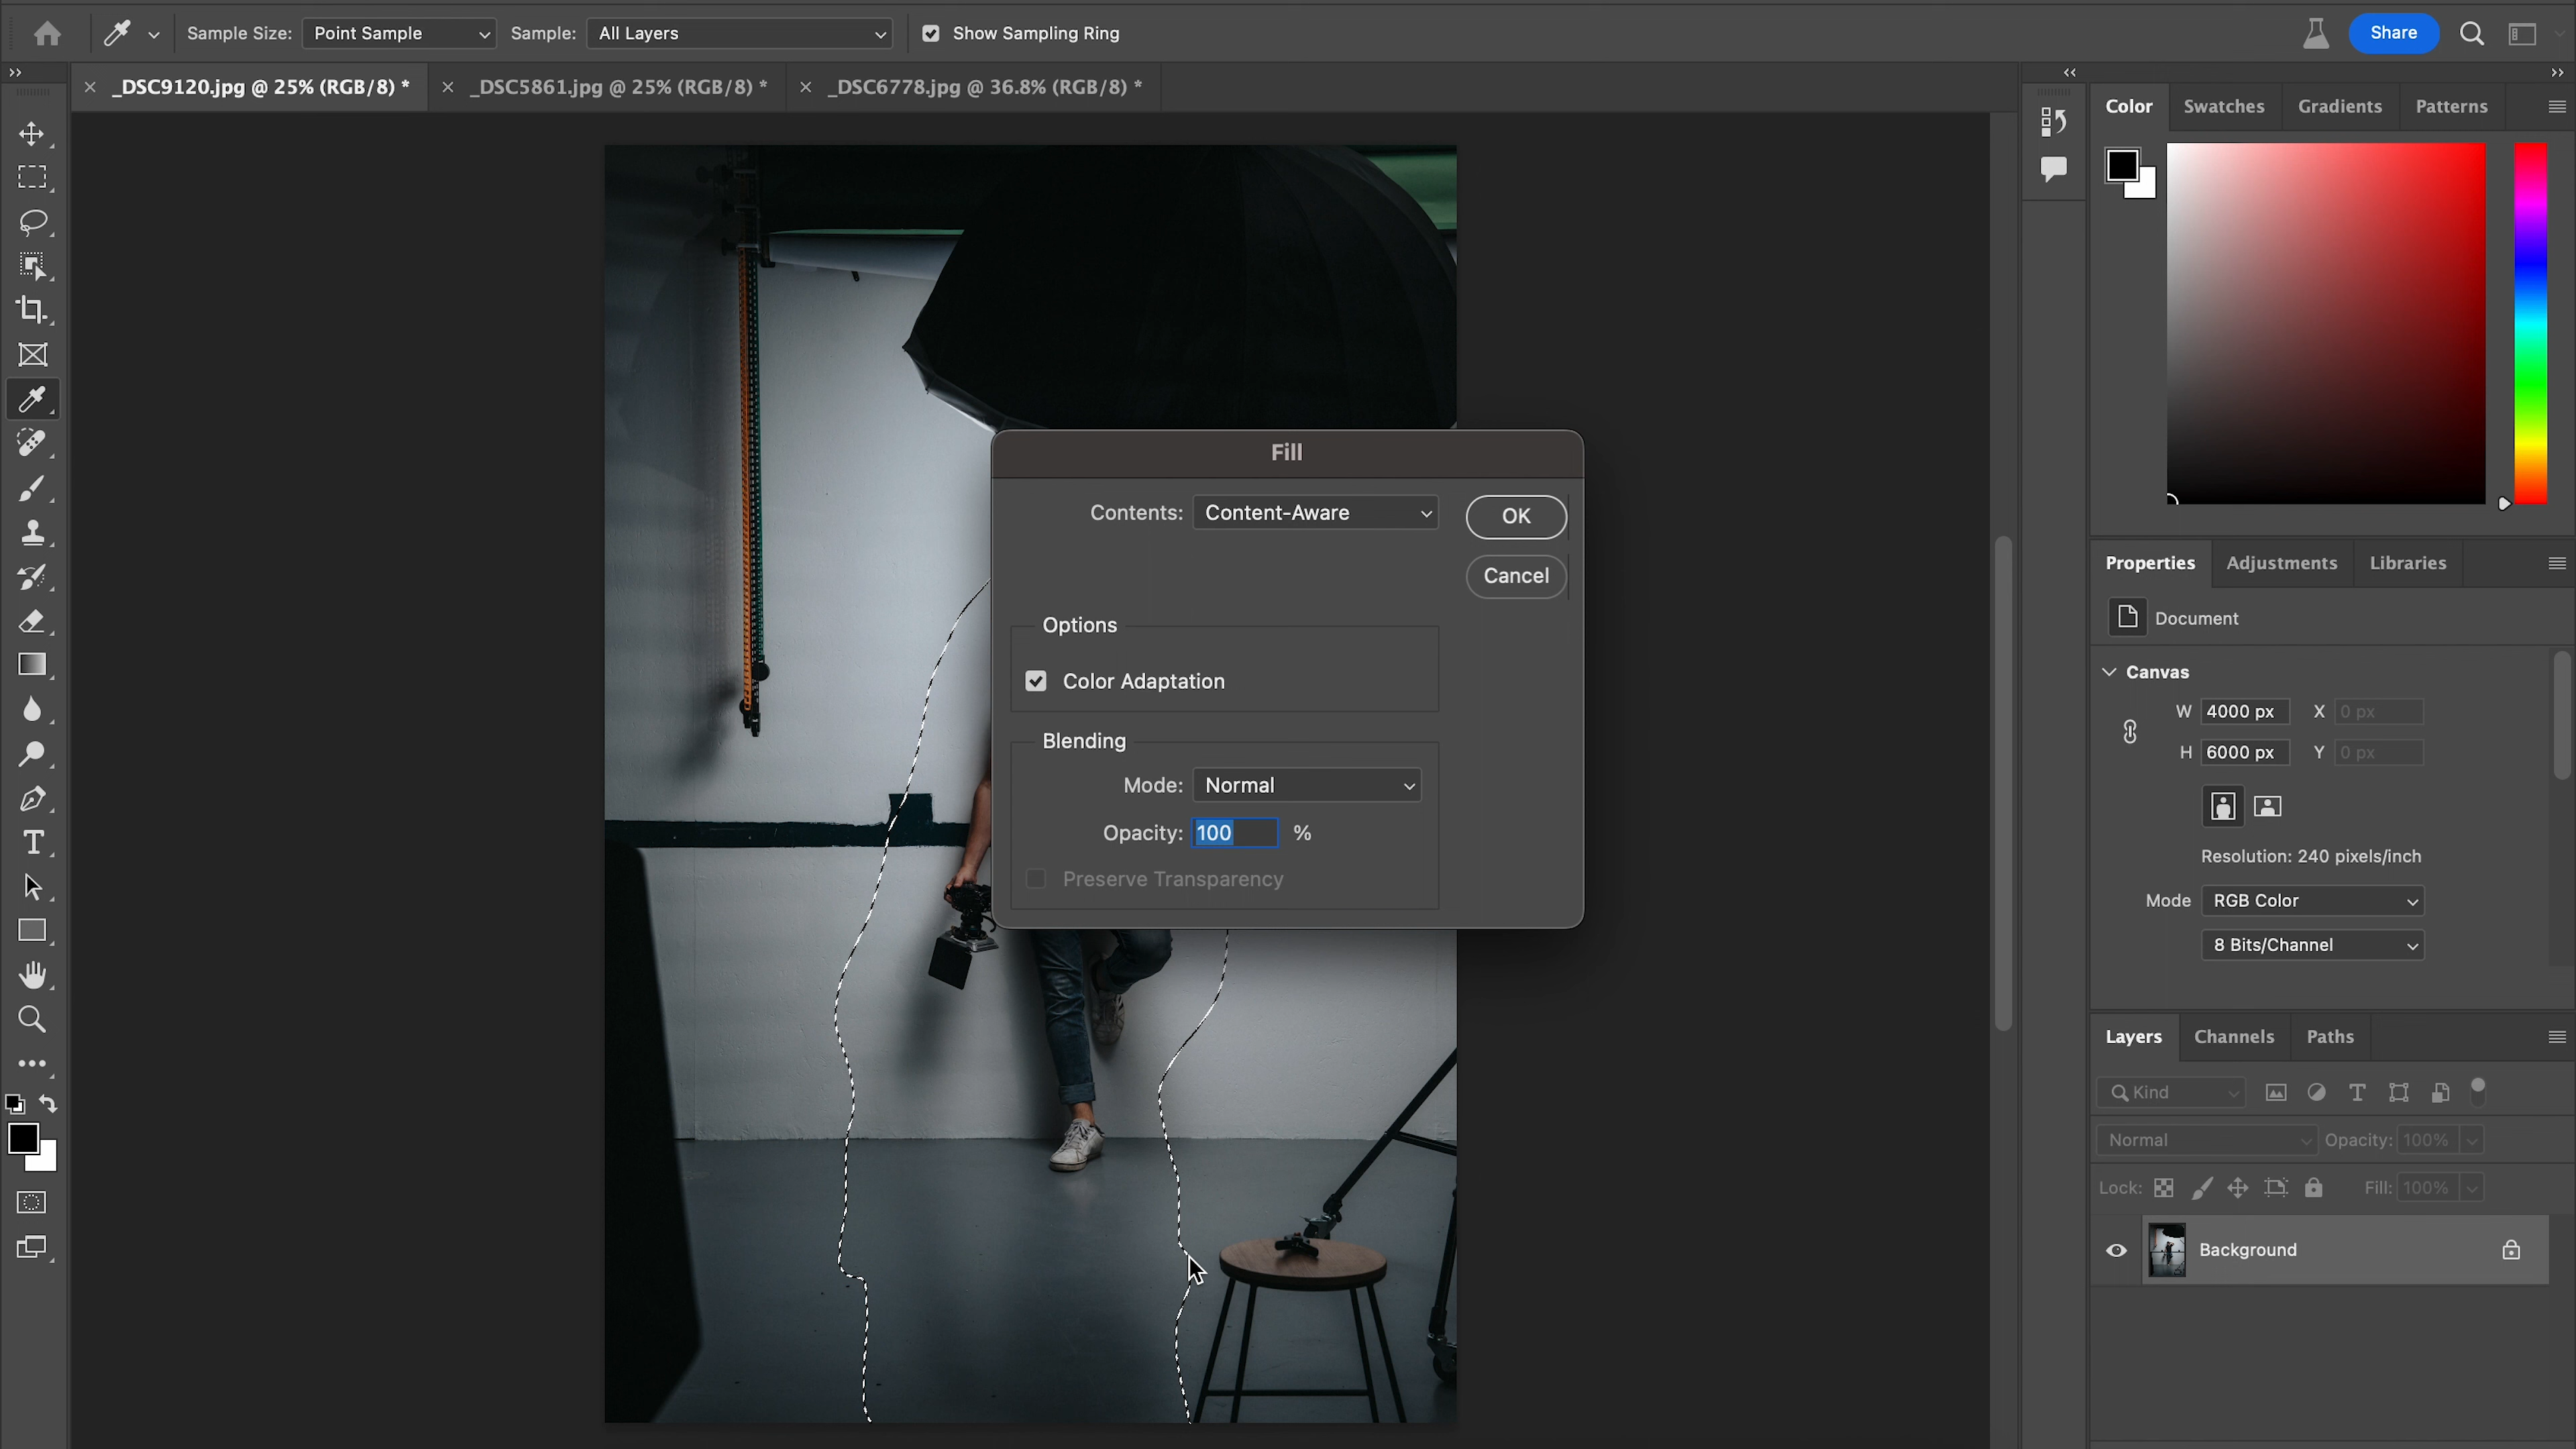 Sample Size: Point Sample Sample: All Layers Show Sampling Ring Share
_DSC9120.jpg @ 25% (RGB/8) * _DSC5861.jpg @ 25% (RGB/8) * _DSC6778.jpg @ 36.8% (RGB/8) *
Color Swatches Gradients Patterns
Fill
Contents: Content-Aware OK
Cancel
Options
Color Adaptation
Blending
Mode: Normal
Opacity: 100 %
Preserve Transparency
Properties Adjustments Libraries
Document
Canvas
W 4000 px X 0 px
H 6000 px Y 0 px
Resolution: 240 pixels/inch
Mode RGB Color
8 Bits/Channel
Layers Channels Paths
Kind
Normal Opacity: 100%
Lock: Fill: 100%
Background